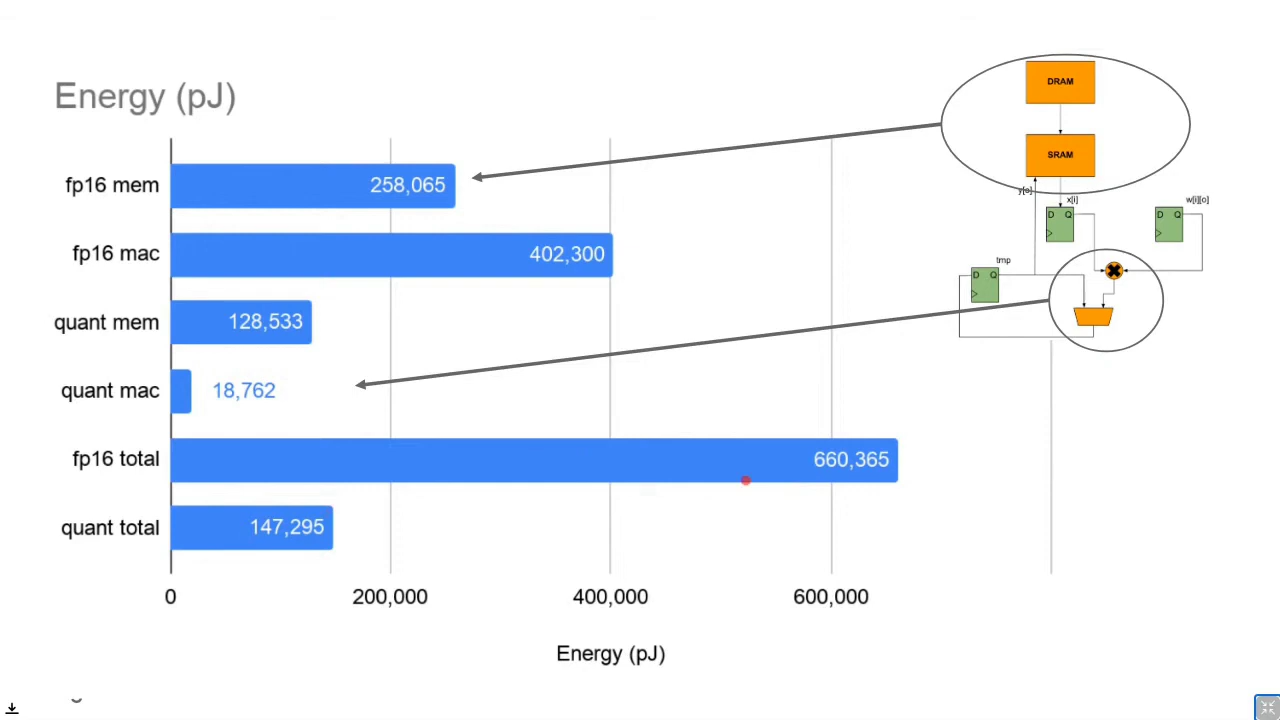 Energy (pJ)
fp16 mem
258,065
fp16 mac
402,300
quant mem
128,533
quant mac
18,762
fp16 total
660,365
quant total
147,295
0
200,000
400,000
600,000
Energy (pJ)
DRAM
SRAM
y[o]
x[i]
w[i][o]
D Q
D Q
tmp
D Q